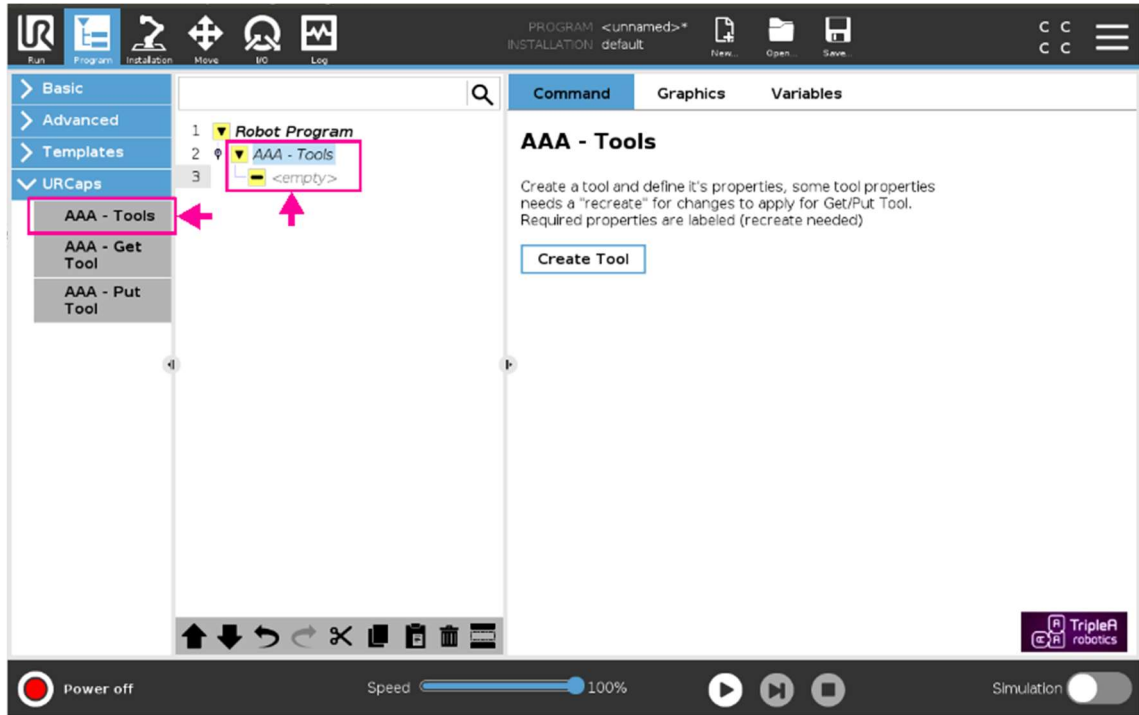 PROGRAM <unnamed>*
INSTALLATION default
New...
Open...
Save...
C C
C C
Run
Program
Installation
Move
I/O
Log
Basic
Advanced
Templates
URCaps
AAA - Tools
AAA - Get
Tool
AAA - Put
Tool
1
Robot Program
2
AAA - Tools
3
<empty>
Command
Graphics
Variables
AAA - Tools
Create a tool and define it's properties, some tool properties
needs a "recreate" for changes to apply for Get/Put Tool.
Required properties are labeled (recreate needed)
Create Tool
TripleA
robotics
Power off
Speed
100%
Simulation